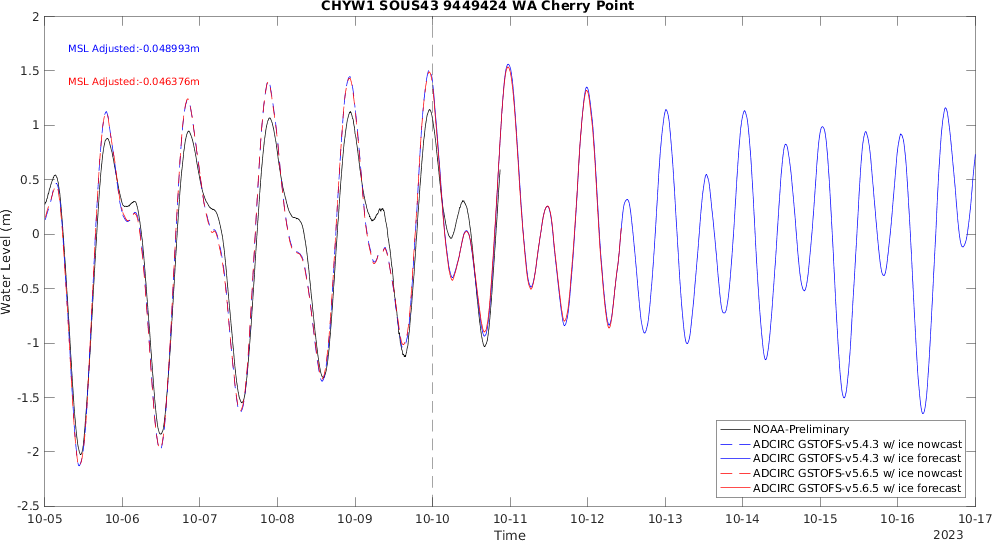 CHYW1 SOUS43 9449424 WA Cherry Point
MSL Adjusted:-0.048993m
MSL Adjusted:-0.046376m
Water Level (m)
2
1.5
1
0.5
0
-0.5
-1
-1.5
-2
-2.5
NOAA-Preliminary
ADCIRC GSTOFS-v5.4.3 w/ ice nowcast
ADCIRC GSTOFS-v5.4.3 w/ ice forecast
ADCIRC GSTOFS-v5.6.5 w/ ice nowcast
ADCIRC GSTOFS-v5.6.5 w/ ice forecast
10-05 10-06 10-07 10-08 10-09 10-10 10-11 10-12 10-13 10-14 10-15 10-16 10-17
Time
2023